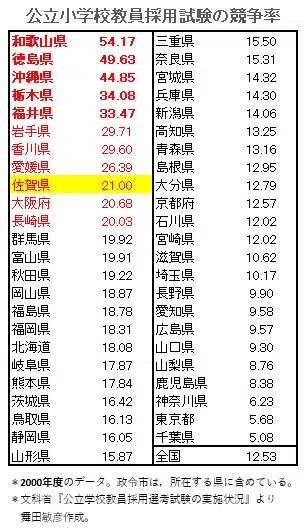 公立小学校教員採用試験の競争率
和歌山県 54.17 三重県 15.50
徳島県 49.63 奈良県 15.31
沖縄県 44.85 宮城県 14.32
栃木県 34.08 兵庫県 14.30
福井県 33.47 新潟県 14.06
岩手県 29.71 高知県 13.25
香川県 29.60 青森県 13.16
愛媛県 26.39 島根県 12.95
佐賀県 21.00 大分県 12.79
大阪府 20.68 京都府 12.57
長崎県 20.03 石川県 12.02
群馬県 19.92 宮崎県 12.02
富山県 19.91 滋賀県 10.62
秋田県 19.22 埼玉県 10.17
岡山県 18.87 長野県 9.90
福島県 18.78 愛知県 9.58
福岡県 18.31 広島県 9.57
北海道 18.08 山口県 9.30
岐阜県 17.87 山梨県 8.76
熊本県 17.84 鹿児島県 8.38
茨城県 16.42 神奈川県 6.23
鳥取県 16.13 東京都 5.68
静岡県 16.05 千葉県 5.08
山形県 15.87 全国 12.53
＊2000年度のデータ。政令市は，所在する県に含めている。
＊文科省『公立学校教員採用選考試験の実施状況』より
舞田敏彦作成。